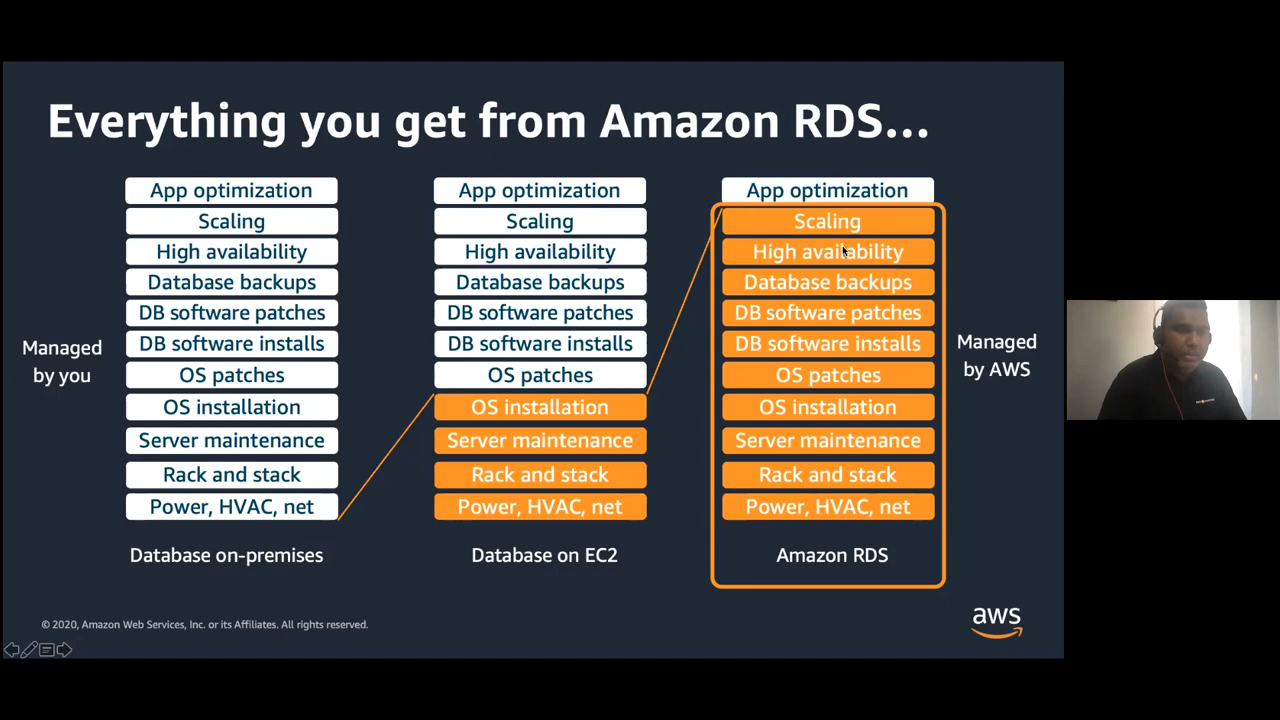 Everything you get from Amazon RDS...
App optimization
Scaling
High availability
Database backups
DB software patches
DB software installs
OS patches
OS installation
Server maintenance
Rack and stack
Power, HVAC, net
Database on-premises
Managed
by you
App optimization
Scaling
High availability
Database backups
DB software patches
DB software installs
OS patches
OS installation
Server maintenance
Rack and stack
Power, HVAC, net
Database on EC2
App optimization
Scaling
High availability
Database backups
DB software patches
DB software installs
OS patches
OS installation
Server maintenance
Rack and stack
Power, HVAC, net
Amazon RDS
Managed
by AWS
© 2020, Amazon Web Services, Inc. or its Affiliates. All rights reserved.
aws